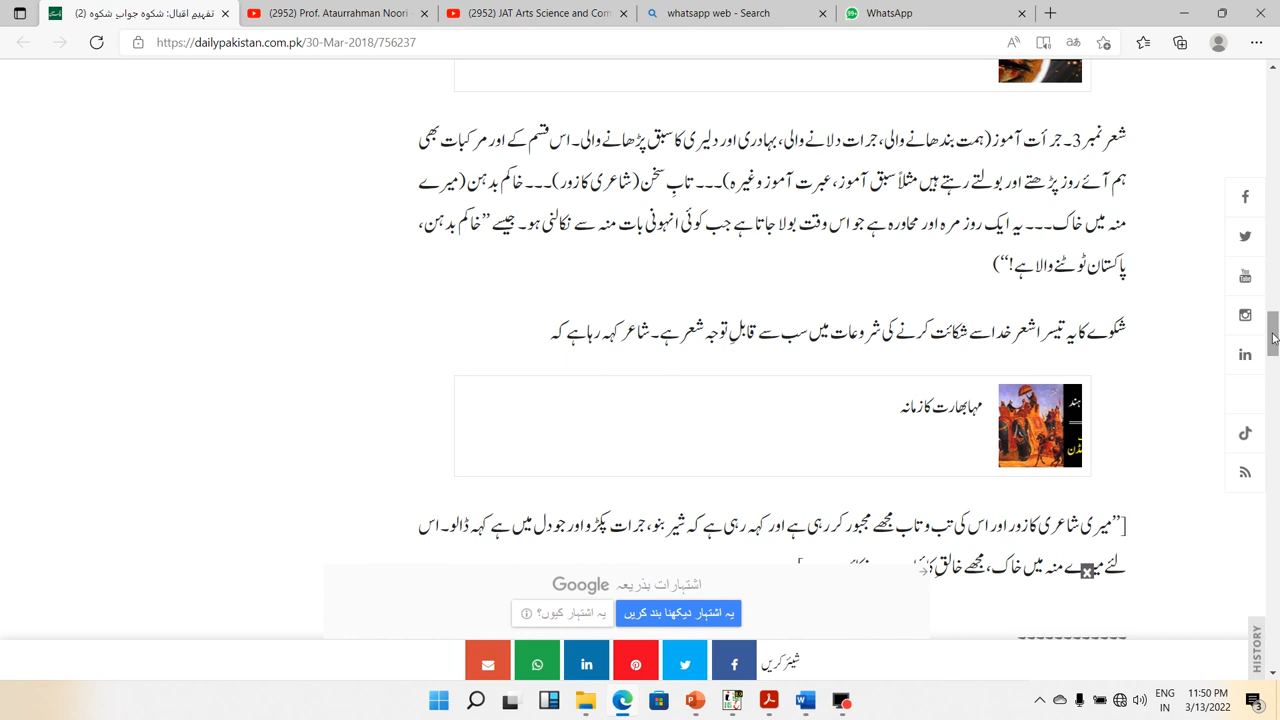 تفہیمِ اقبال: شکوہ جواب شکوہ (2)
(2952) Prof. Ataurrahman Noori -
(2352) JAT Arts Science and Com
whatsapp web - Search
99+
WhatsApp
https://dailypakistan.com.pk/30-Mar-2018/756237
شعر نمبر3۔ جرأت آموز (ہمت بندھانے والی، جرات دلانے والی، بہادری اور دلیری کا سبق پڑھانے والی۔ اس قسم کے اور مرکبات بھی
ہم آئے روز پڑھتے اور بولتے رہتے ہیں مثلاً سبق آموز، عبرت آموز وغیرہ)۔۔۔ تابِ سخن (شاعری کا زور)۔۔۔ خاکم بدہن (میرے
منہ میں خاک۔۔۔ یہ ایک روز مرہ اور محاورہ ہے جو اس وقت بولا جاتا ہے جب کوئی انہونی بات منہ سے نکالنی ہو۔ جیسے ”خاکم بدہن،
پاکستان ٹوٹنے والا ہے!“)
شکوے کا یہ تیسرا شعر خدا سے شکائت کرنے کی شروعات میں سب سے قابلِ توجہ شعر ہے۔ شاعر کہہ رہا ہے کہ
مہابھارت کا زمانہ
ہند
[”میری شاعری کا زور اور اس کی تب و تاب مجھے مجبور کر رہی ہے اور کہہ رہی ہے کہ شیر بنو، جرات پکڑو اور جو دل میں ہے کہہ ڈالو۔ اس
لئے میرے منہ میں خاک، مجھے خالقِ
اشتہارات بذریعہ Google
یہ اشتہار دیکھنا بند کریں
یہ اشتہار کیوں؟
شیئر کریں
HISTORY
ENG
IN
11:50 PM
3/13/2022
3